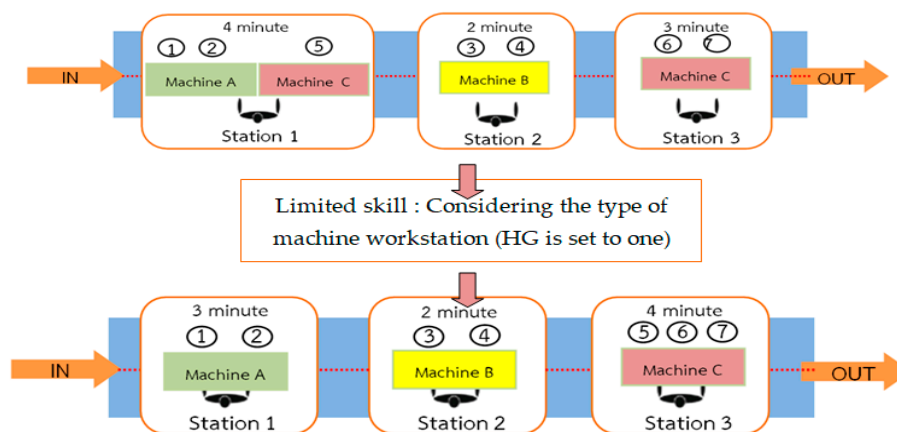 4 minute
2 minute
3 minute
1 2 5
3 4
6 7
IN
Machine A
Machine C
Machine B
Machine C
OUT
Station 1
Station 2
Station 3
Limited skill : Considering the type of
machine workstation (HG is set to one)
3 minute
2 minute
4 minute
1 2
3 4
5 6 7
IN
Machine A
Machine B
Machine C
OUT
Station 1
Station 2
Station 3